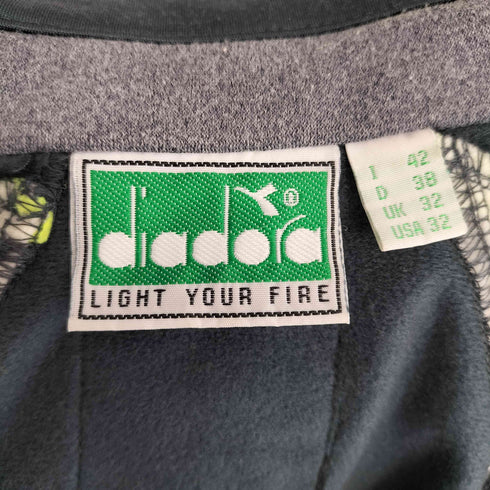 diadora
LIGHT YOUR FIRE
I 42
D 38
UK 32
USA 32